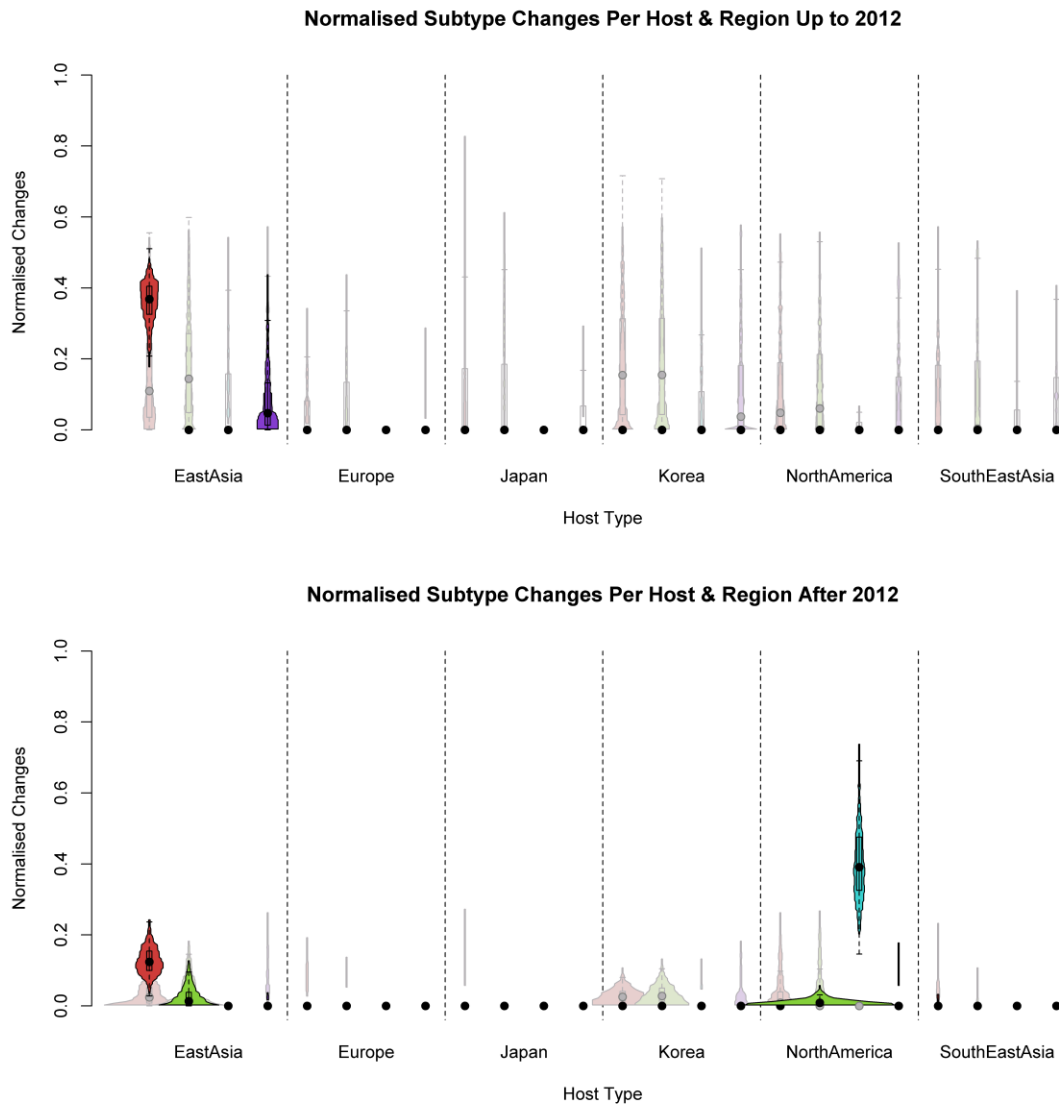 Normalised Subtype Changes Per Host & Region Up to 2012
Normalised Changes
1.0
0.8
0.6
0.4
0.2
0.0
EastAsia Europe Japan Korea NorthAmerica SouthEastAsia
Host Type
Normalised Subtype Changes Per Host & Region After 2012
Normalised Changes
1.0
0.8
0.6
0.4
0.2
0.0
EastAsia Europe Japan Korea NorthAmerica SouthEastAsia
Host Type